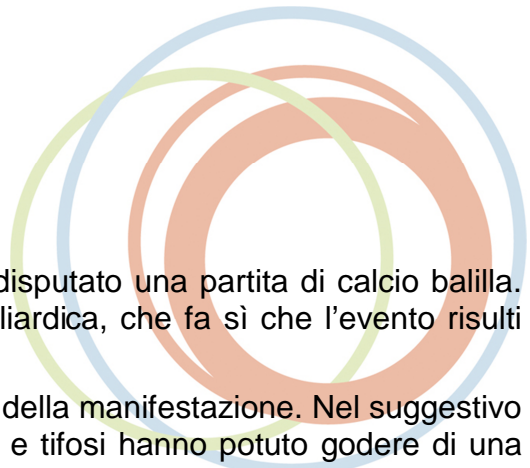 disputato una partita di calcio balilla.
liardica, che fa sì che l'evento risulti
della manifestazione. Nel suggestivo
e tifosi hanno potuto godere di una